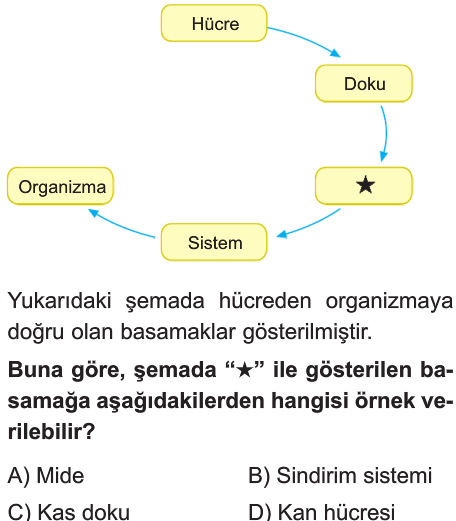 Hücre
Doku
★
Organizma
Sistem
Yukarıdaki şemada hücreden organizmaya
doğru olan basamaklar gösterilmiştir.
Buna göre, şemada “★” ile gösterilen ba-
samağa aşağıdakilerden hangisi örnek ve-
rilebilir?
A) Mide B) Sindirim sistemi
C) Kas doku D) Kan hücresi